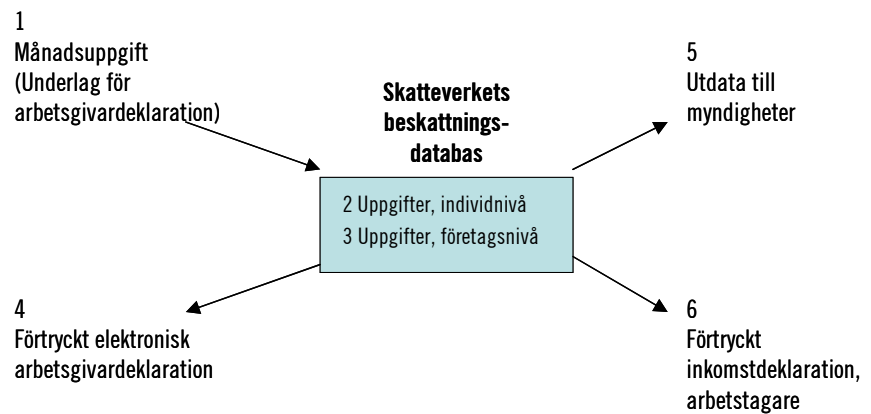 1
Månadsuppgift
(Underlag för
arbetsgivardeklaration)
Skatteverkets
beskattnings-
databas
5
Utdata till
myndigheter
2 Uppgifter, individnivå
3 Uppgifter, företagsnivå
4
Förtryckt elektronisk
arbetsgivardeklaration
6
Förtryckt
inkomstdeklaration,
arbetstagare